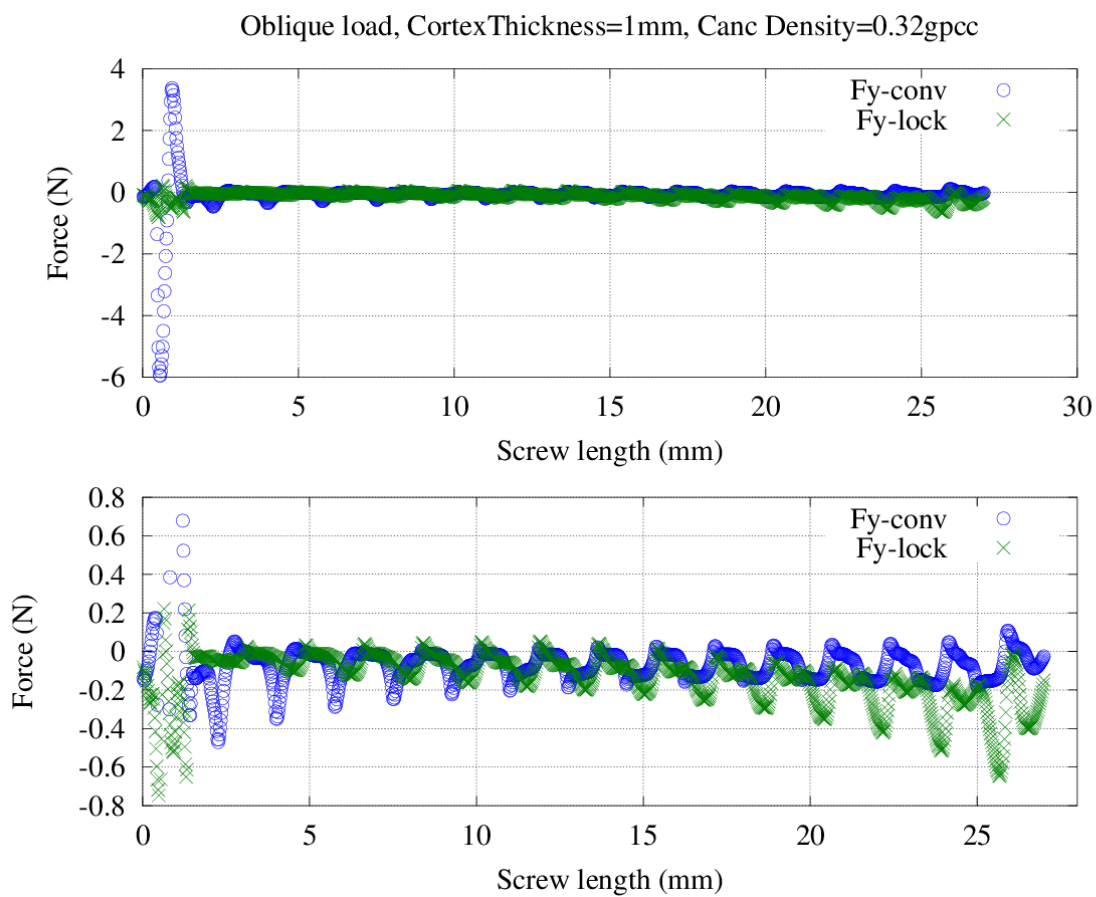 Oblique load, CortexThickness=1mm, Canc Density=0.32gpcc
4
2
0
-2
-4
-6
Force (N)
Fy-conv
Fy-lock
0 5 10 15 20 25 30
Screw length (mm)
0.8
0.6
0.4
0.2
0
-0.2
-0.4
-0.6
-0.8
Force (N)
Fy-conv
Fy-lock
0 5 10 15 20 25
Screw length (mm)